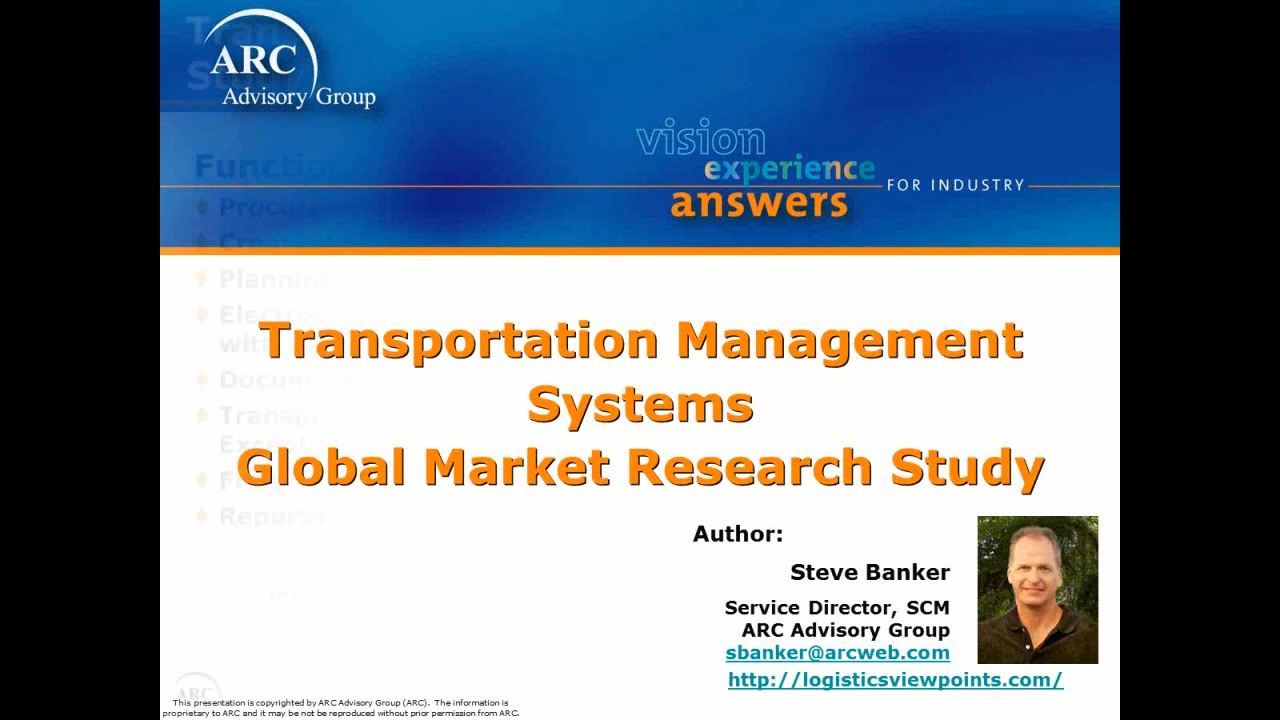 ARC
Advisory Group
vision
experience
answers
FOR INDUSTRY
Transportation Management
Systems
Global Market Research Study
Author:
Steve Banker
Service Director, SCM
ARC Advisory Group
sbanker@arcweb.com
http://logisticsviewpoints.com/
Planning
ARC
This presentation is copyrighted by ARC Advisory Group (ARC). The information is
proprietary to ARC and it may be not be reproduced without prior permission from ARC.